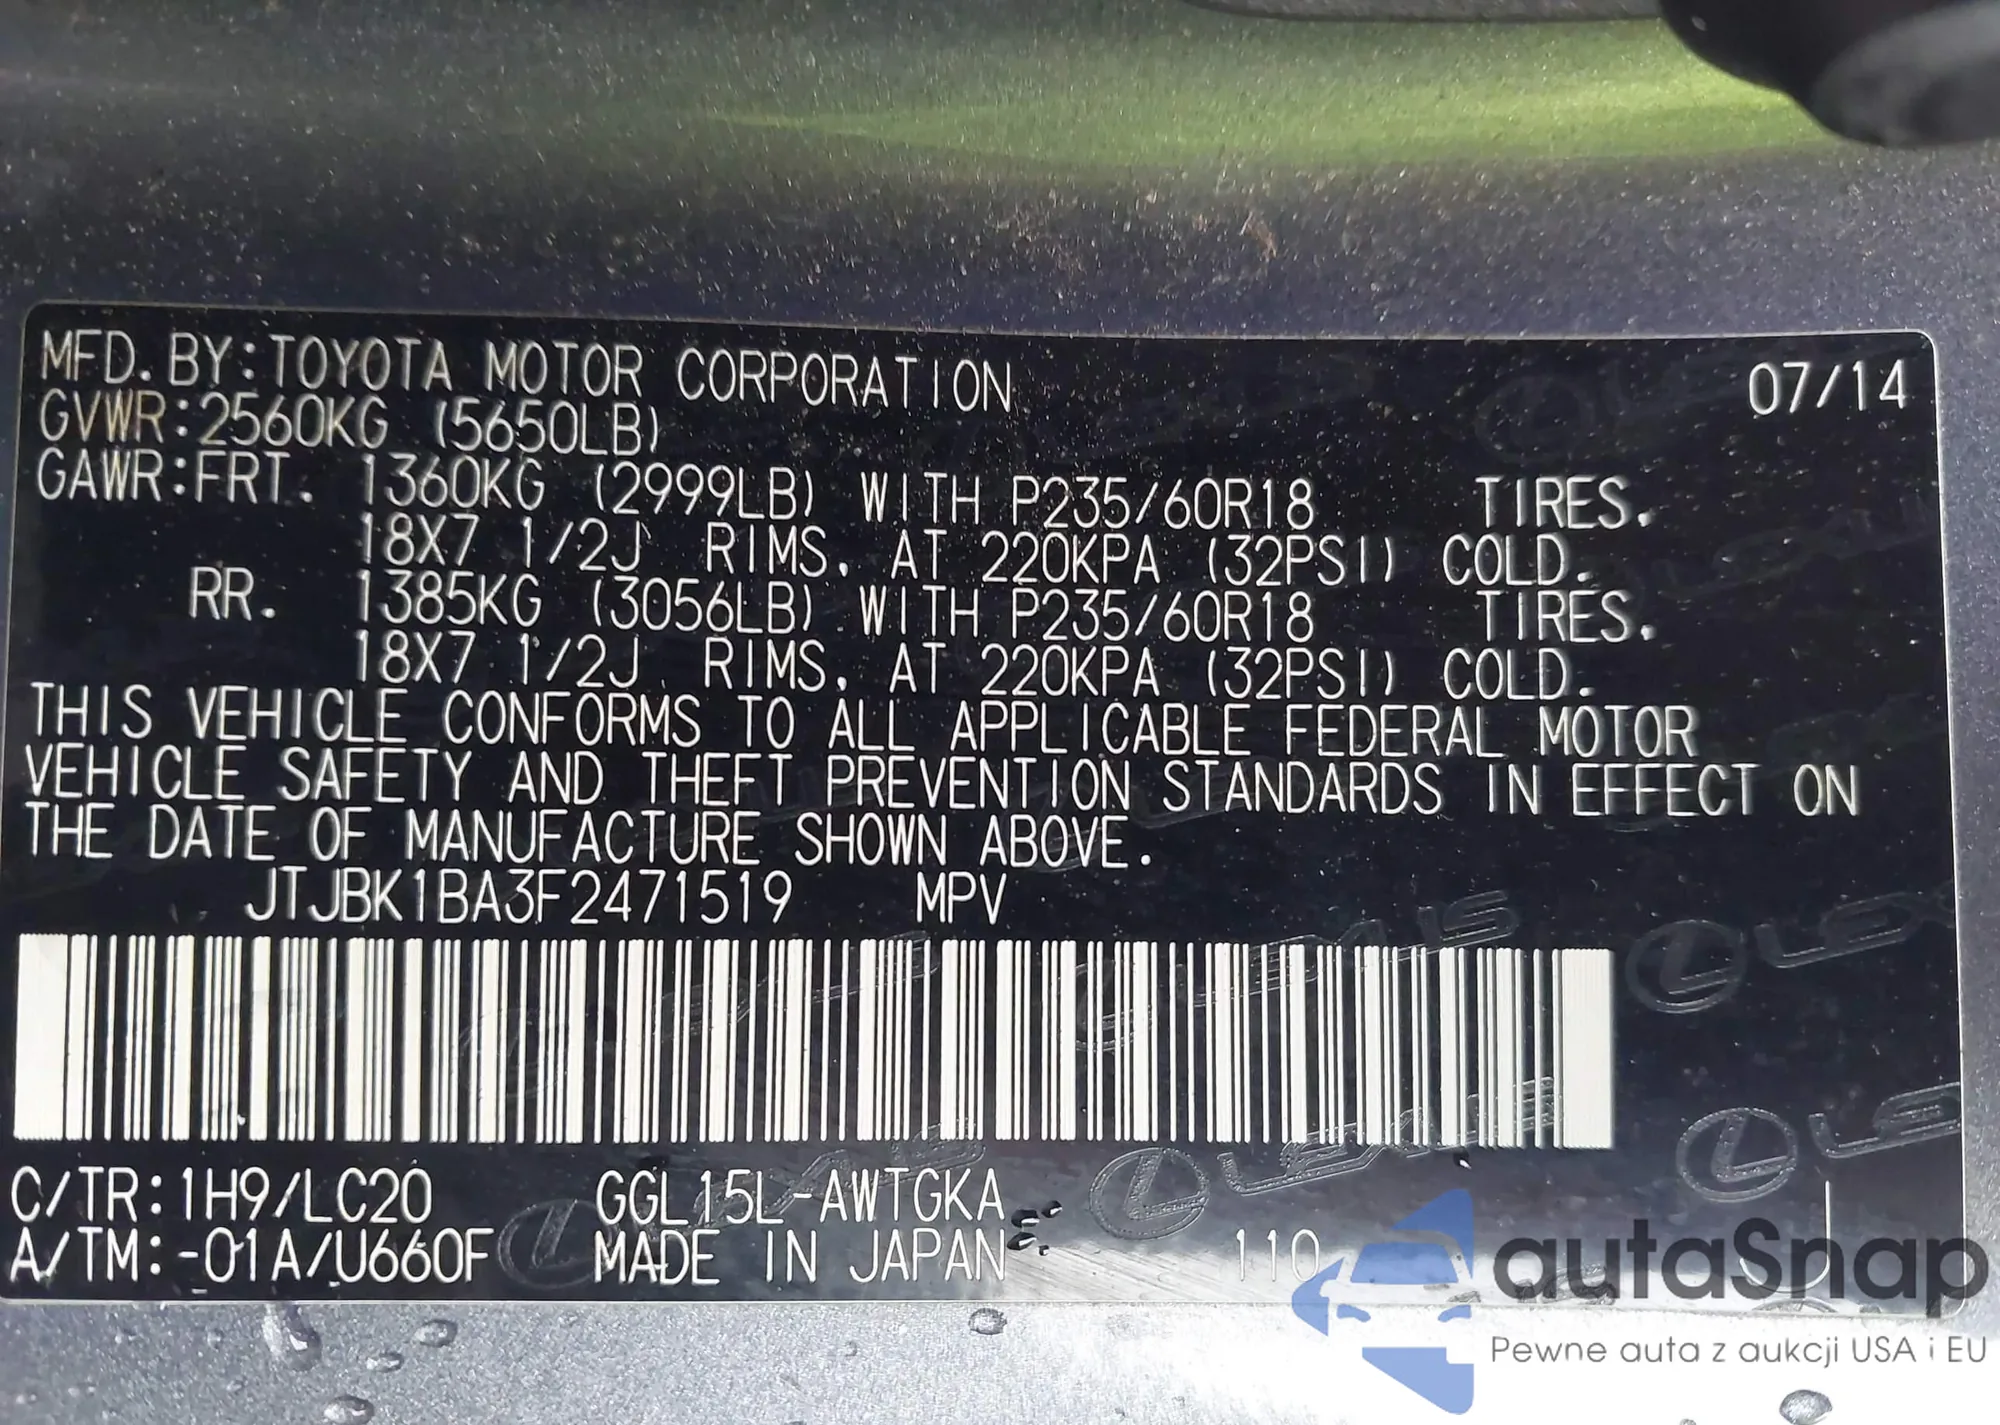 MFD. BY: TOYOTA MOTOR CORPORATION 07/14
GVWR: 2560KG (5650LB)
GAWR: FRT. 1360KG (2999LB) WITH P235/60R18 TIRES.
18X7 1/2J RIMS, AT 220KPA (32PSI) COLD.
RR. 1385KG (3056LB) WITH P235/60R18 TIRES.
18X7 1/2J RIMS, AT 220KPA (32PSI) COLD.
THIS VEHICLE CONFORMS TO ALL APPLICABLE FEDERAL MOTOR
VEHICLE SAFETY AND THEFT PREVENTION STANDARDS IN EFFECT ON
THE DATE OF MANUFACTURE SHOWN ABOVE.
JTJBK1BA3F2471519 MPV
C/TR: 1H9/LC20 GGL15L-AWTGKA
A/TM: -01A/U660F MADE IN JAPAN 110
LEXUS
autaSnap
Pewne auta z aukcji USA i EU